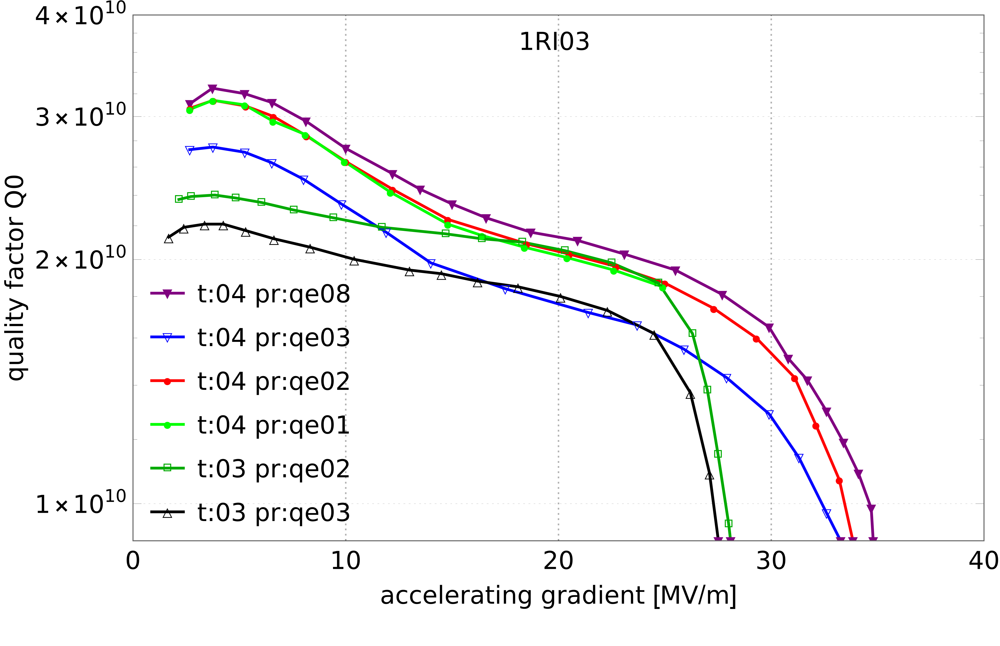 1RI03
4×10¹⁰
3×10¹⁰
2×10¹⁰
1×10¹⁰
quality factor Q0
t:04 pr:qe08
t:04 pr:qe03
t:04 pr:qe02
t:04 pr:qe01
t:03 pr:qe02
t:03 pr:qe03
0 10 20 30 40
accelerating gradient [MV/m]